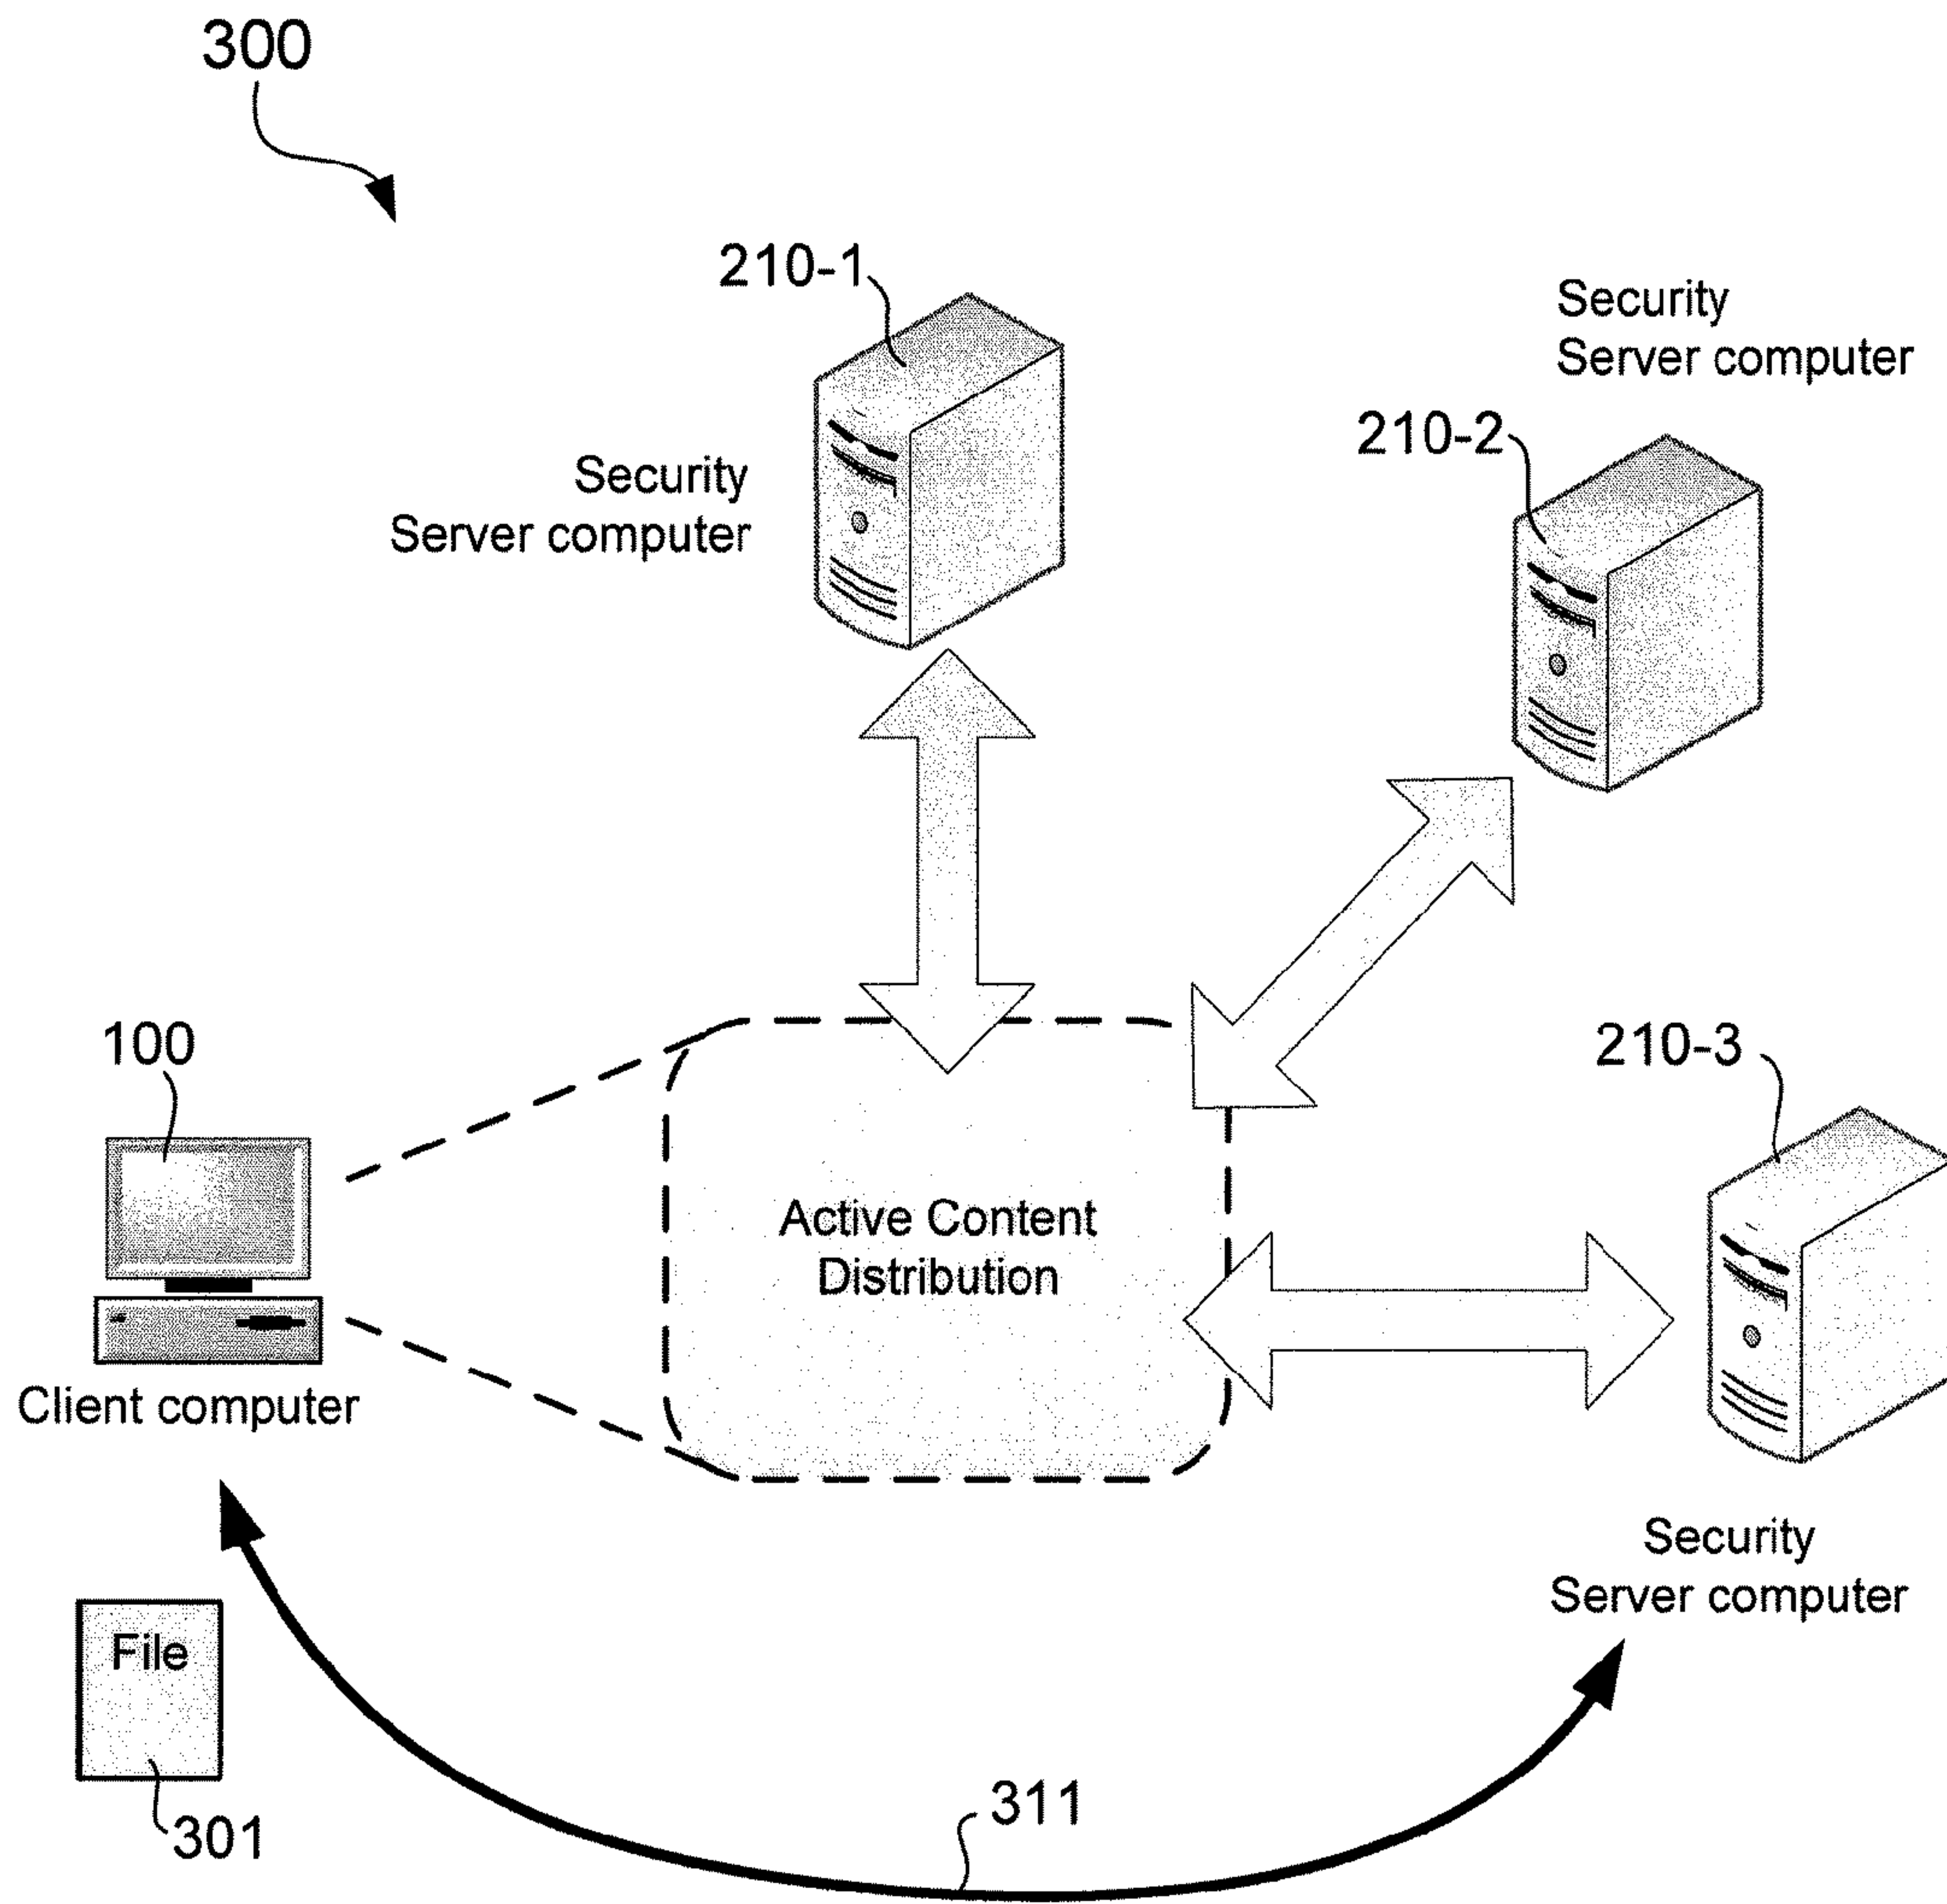 300
210-1
Security
Server computer
Security
Server computer
210-2
100
210-3
Active Content
Distribution
Client computer
Security
Server computer
File
301
311